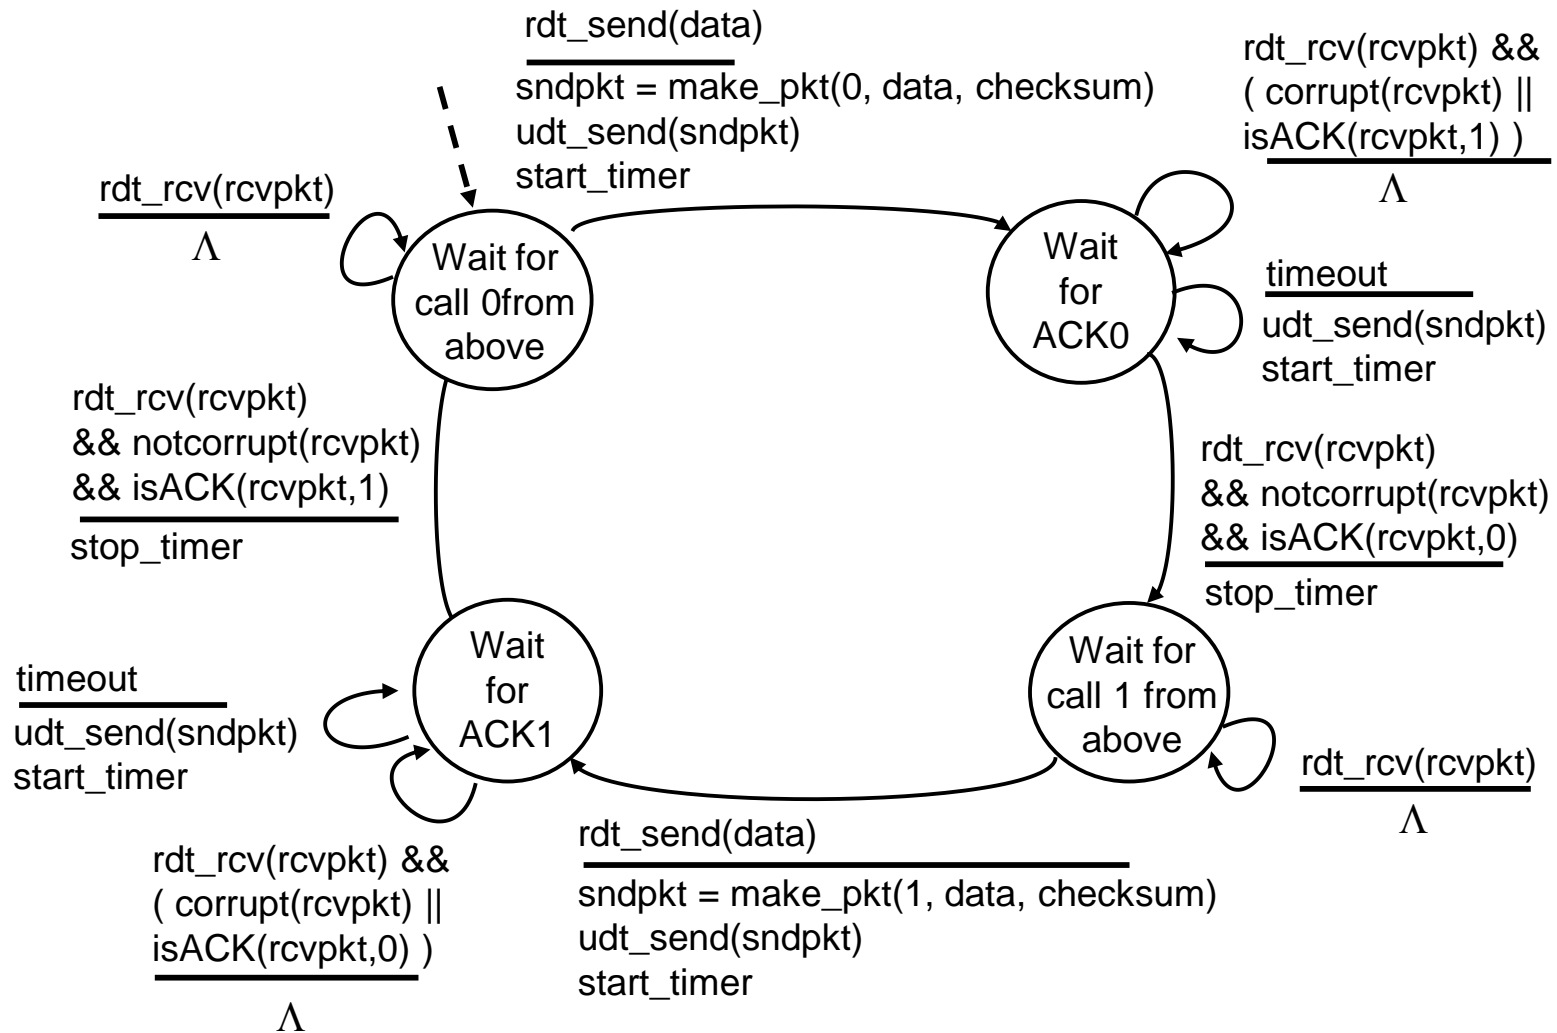 rdt_send(data)
sndpkt = make_pkt(0, data, checksum)
udt_send(sndpkt)
start_timer
rdt_rcv(rcvpkt) &&
( corrupt(rcvpkt) ||
isACK(rcvpkt,1) )
Λ
rdt_rcv(rcvpkt)
Λ
Wait for
call 0from
above
Wait
for
ACK0
timeout
udt_send(sndpkt)
start_timer
rdt_rcv(rcvpkt)
&& notcorrupt(rcvpkt)
&& isACK(rcvpkt,1)
stop_timer
rdt_rcv(rcvpkt)
&& notcorrupt(rcvpkt)
&& isACK(rcvpkt,0)
stop_timer
Wait
for
ACK1
Wait for
call 1 from
above
timeout
udt_send(sndpkt)
start_timer
rdt_rcv(rcvpkt)
Λ
rdt_rcv(rcvpkt) &&
( corrupt(rcvpkt) ||
isACK(rcvpkt,0) )
Λ
rdt_send(data)
sndpkt = make_pkt(1, data, checksum)
udt_send(sndpkt)
start_timer